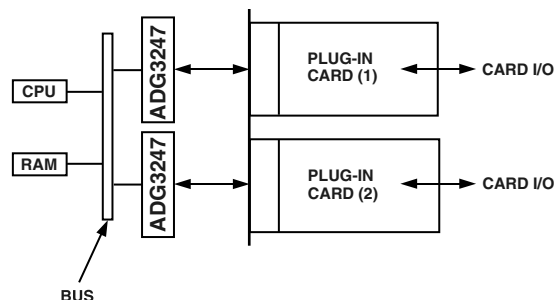 CPU
RAM
BUS
ADG3247
ADG3247
PLUG-IN
CARD (1)
CARD I/O
PLUG-IN
CARD (2)
CARD I/O